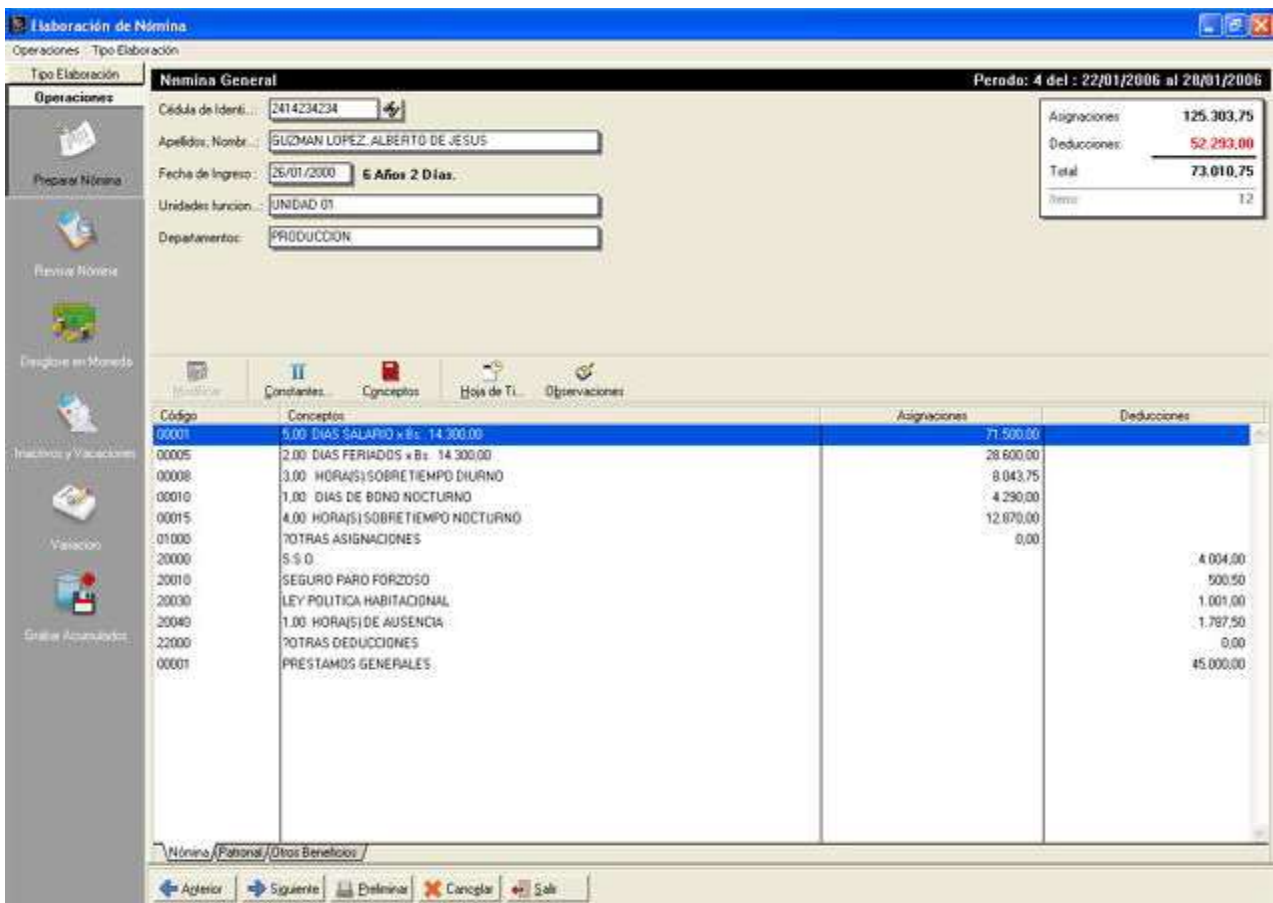 Elaboración de Nómina
Operaciones Tipo Elaboración
Tipo Elaboración
Operaciones
Preparar Nómina
Revisar Nómina
Desglose en Moneda
Inactivos y Vacaciones
Variacion
Grabar Acumulados
Nomina General Perodo: 4 del : 22/01/2006 al 28/01/2006
Cédula de Identi...: 2414234234
Apellidos, Nombr...: GUZMAN LOPEZ, ALBERTO DE JESUS
Fecha de Ingreso : 26/01/2000 6 Años 2 Días.
Unidades funcion...: UNIDAD 01
Departamentos: PRODUCCION
Asignaciones 125.303,75
Deducciones: 52.293,00
Total 73.010,75
Items: 12
Modificar Constantes... Conceptos Hoja de Ti... Observaciones
Código Conceptos Asignaciones Deducciones
00001 5,00 DIAS SALARIO x Bs. 14.300,00 71.500,00
00005 2,00 DIAS FERIADOS x Bs 14.300,00 28.600,00
00008 3,00 HORA(S) SOBRETIEMPO DIURNO 8.043,75
00010 1,00 DIAS DE BONO NOCTURNO 4.290,00
00015 4,00 HORA(S) SOBRETIEMPO NOCTURNO 12.870,00
01000 ?OTRAS ASIGNACIONES 0,00
20000 S.S.O. 4.004,00
20010 SEGURO PARO FORZOSO 500,50
20030 LEY POLITICA HABITACIONAL 1.001,00
20040 1,00 HORA(S) DE AUSENCIA 1.787,50
22000 ?OTRAS DEDUCCIONES 0,00
00001 PRESTAMOS GENERALES 45.000,00
Nómina Patronal Otros Beneficios
Anterior Siguiente Preliminar Cancelar Salir